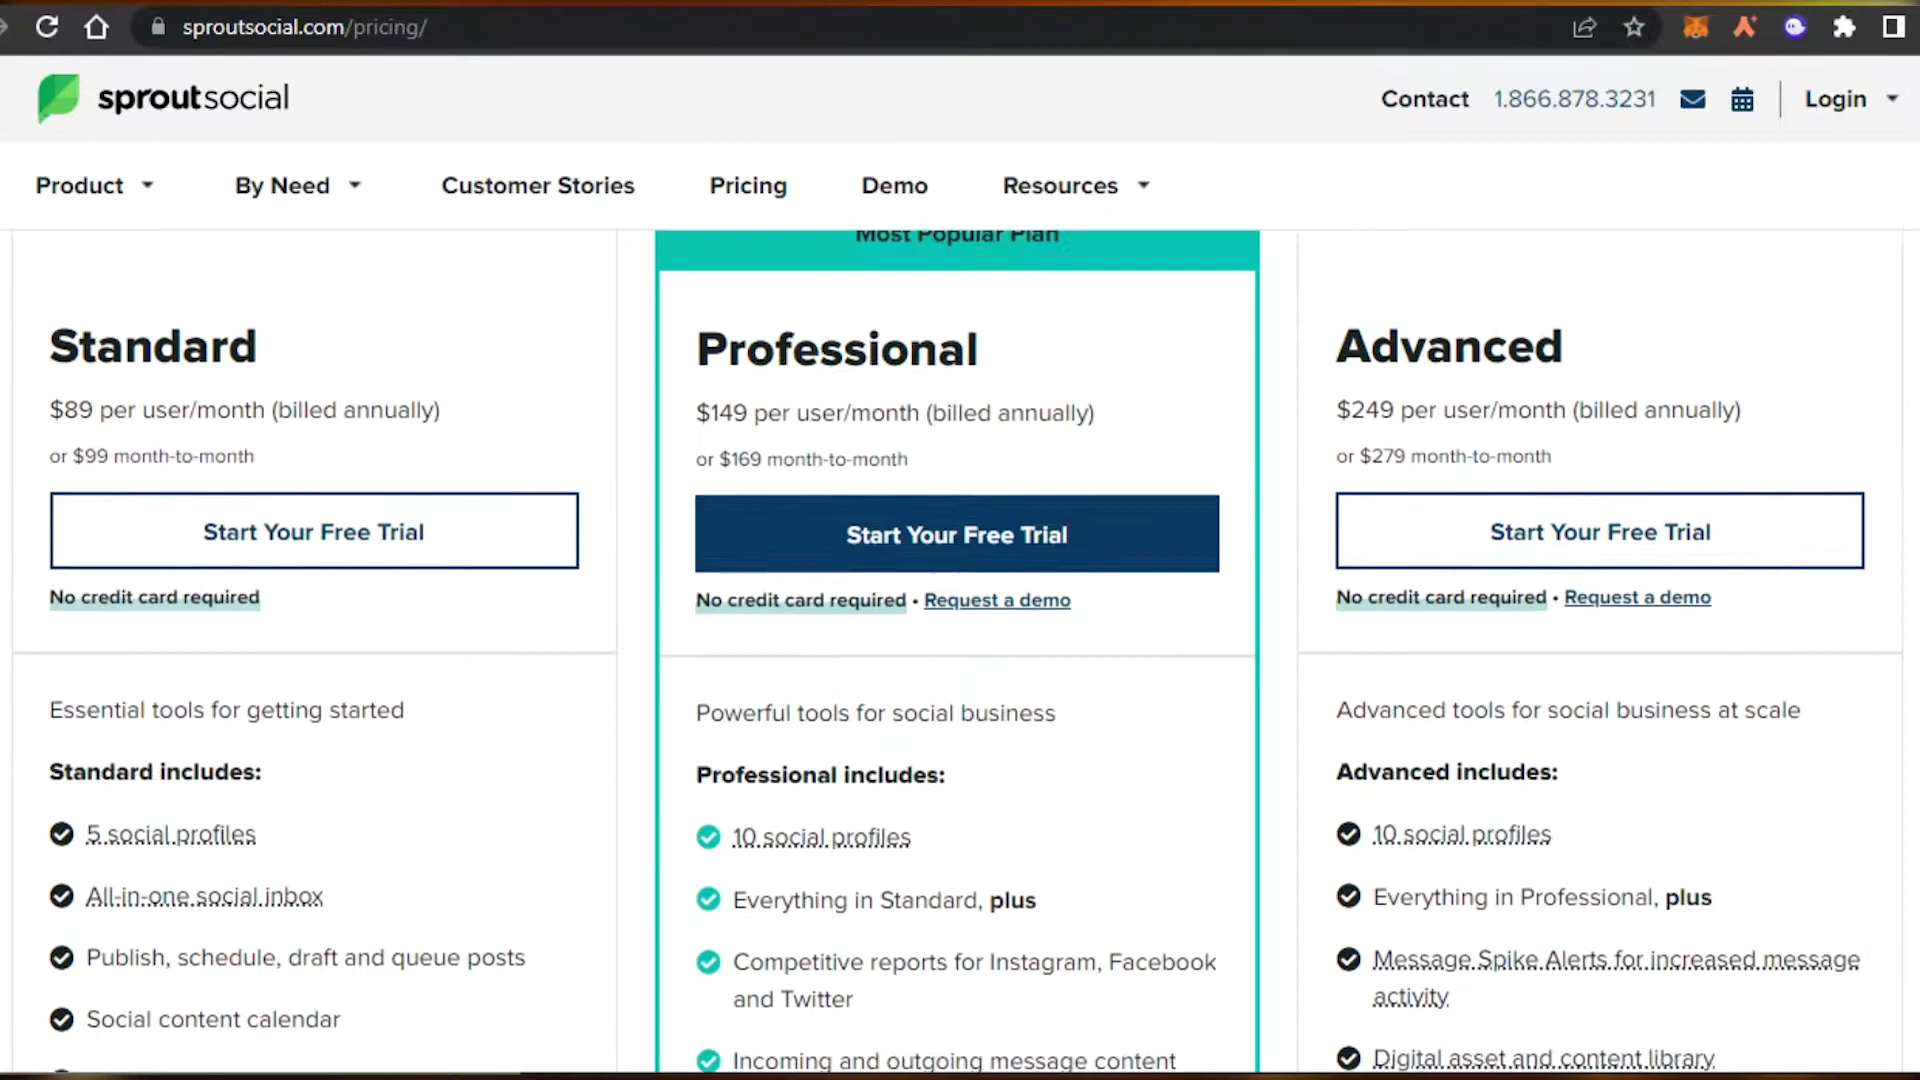 sproutsocial.com/pricing/
sproutsocial
Contact 1.866.878.3231 Login
Product By Need Customer Stories Pricing Demo Resources
Most Popular Plan
Standard
$89 per user/month (billed annually)
or $99 month-to-month
Start Your Free Trial
No credit card required
Essential tools for getting started
Standard includes:
5 social profiles
All-in-one social inbox
Publish, schedule, draft and queue posts
Social content calendar
Professional
$149 per user/month (billed annually)
or $169 month-to-month
Start Your Free Trial
No credit card required • Request a demo
Powerful tools for social business
Professional includes:
10 social profiles
Everything in Standard, plus
Competitive reports for Instagram, Facebook
and Twitter
Incoming and outgoing message content
Advanced
$249 per user/month (billed annually)
or $279 month-to-month
Start Your Free Trial
No credit card required • Request a demo
Advanced tools for social business at scale
Advanced includes:
10 social profiles
Everything in Professional, plus
Message Spike Alerts for increased message
activity
Digital asset and content library